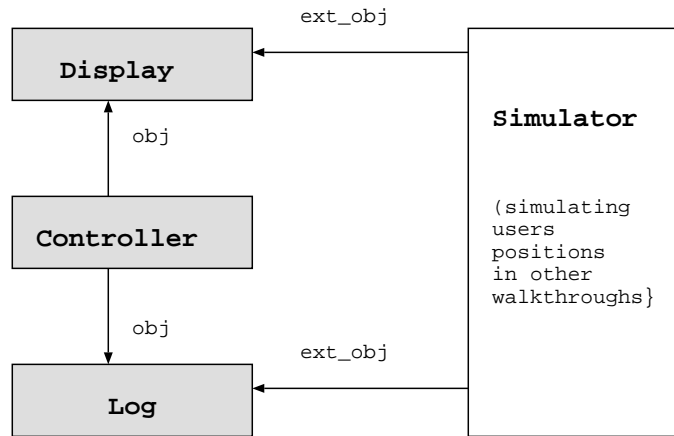 ext_obj
Display
obj
Simulator
Controller
(simulating
users
positions
in other
walkthroughs}
obj
ext_obj
Log